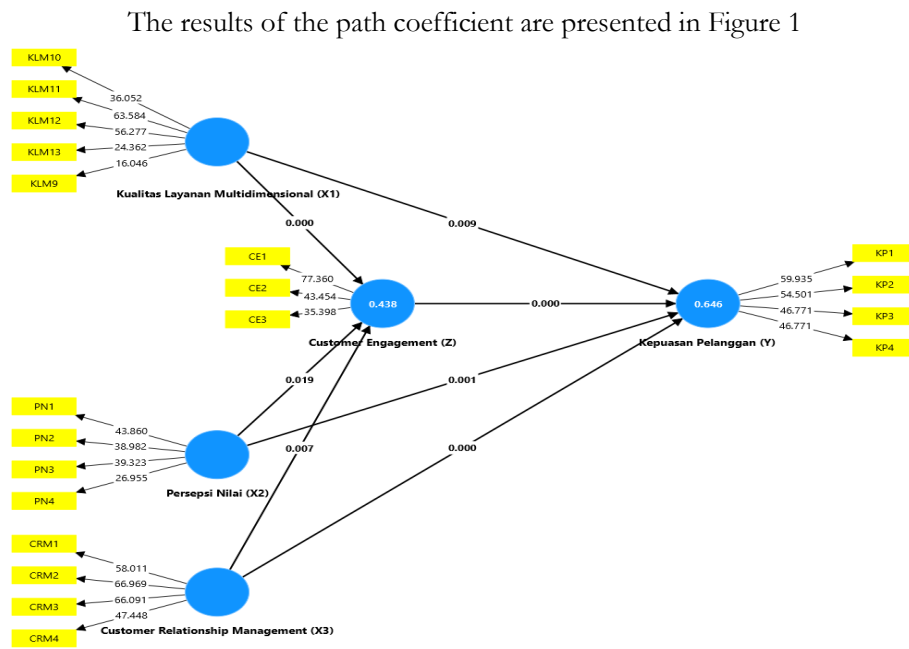 The results of the path coefficient are presented in Figure 1
KLM10
KLM11
KLM12
KLM13
KLM9
36.052
63.584
56.277
24.362
16.046
Kualitas Layanan Multidimensional (X1)
0.000
0.009
CE1
CE2
CE3
77.360
43.454
35.398
0.438
Customer Engagement (Z)
0.000
0.646
Kepuasan Pelanggan (Y)
59.935
54.501
46.771
46.771
KP1
KP2
KP3
KP4
0.019
0.001
0.007
0.000
PN1
PN2
PN3
PN4
43.860
38.982
39.323
26.955
Persepsi Nilai (X2)
CRM1
CRM2
CRM3
CRM4
58.011
66.969
66.091
47.448
Customer Relationship Management (X3)